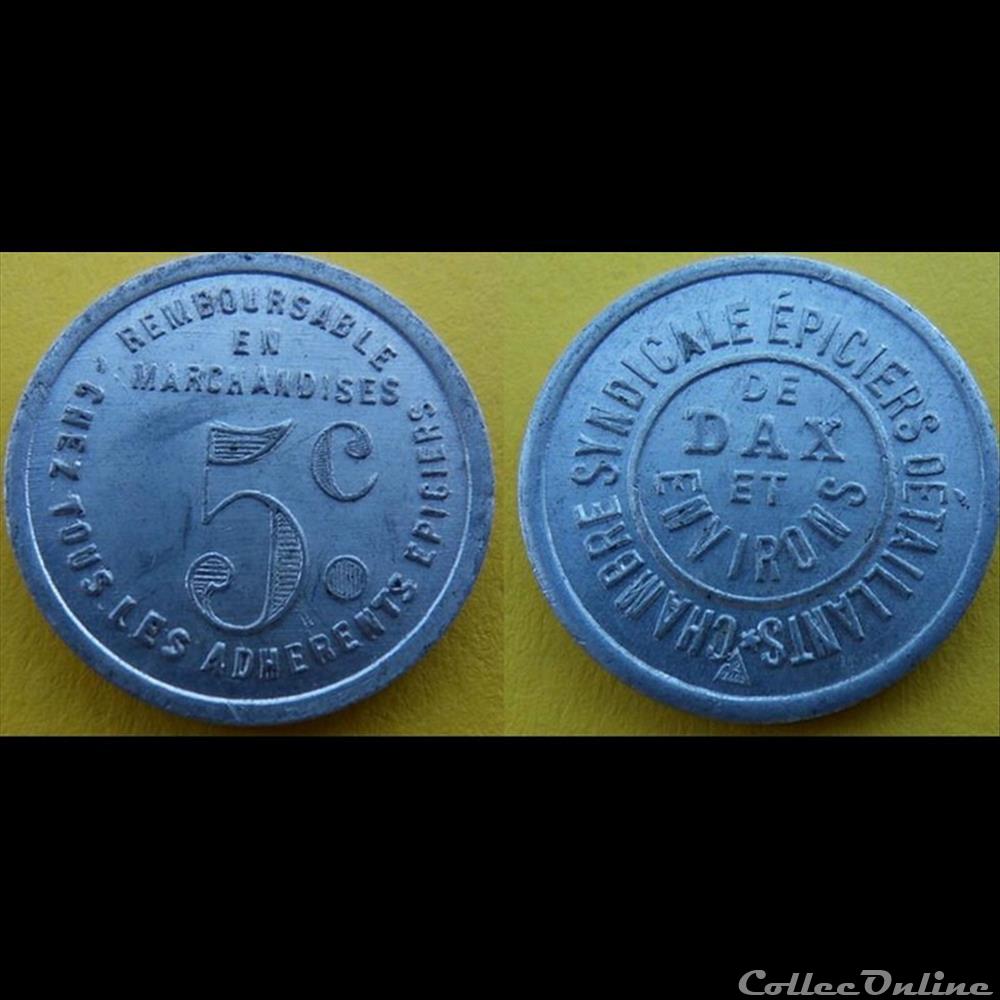 REMBOURSABLE
EN
MARCHANDISES
5c.
CHEZ TOUS LES ADHERENTS EPICIERS
CHAMBRE SYNDICALE ÉPICIERS DÉTAILLANTS
DE
DAX
ET
ENVIRONS
CollecOnline